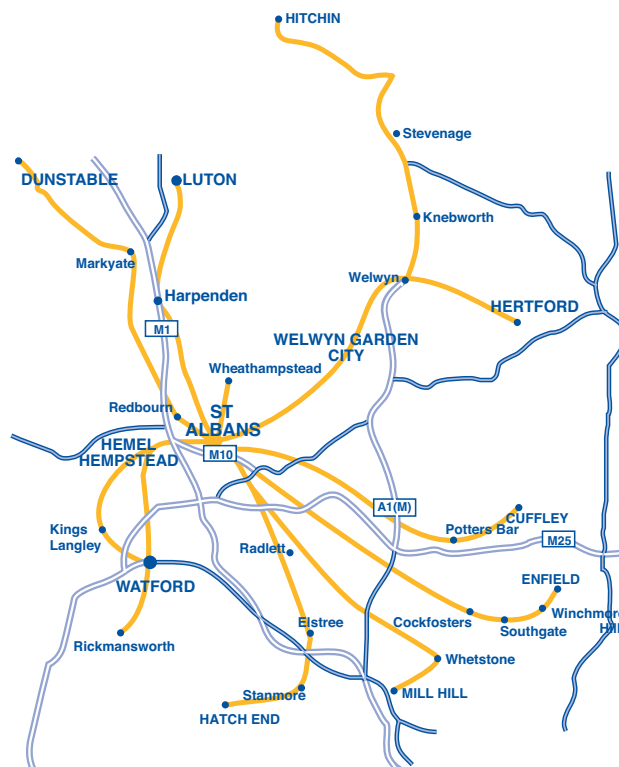 HITCHIN
Stevenage
DUNSTABLE
LUTON
Knebworth
Markyate
Welwyn
Harpenden
HERTFORD
M1
WELWYN GARDEN
CITY
Wheathampstead
Redbourn
ST
ALBANS
HEMEL
HEMPSTEAD
M10
A1(M)
CUFFLEY
Kings
Langley
Potters Bar
M25
Radlett
WATFORD
ENFIELD
Cockfosters
Winchmore
Hill
Southgate
Elstree
Rickmansworth
Whetstone
Stanmore
MILL HILL
HATCH END